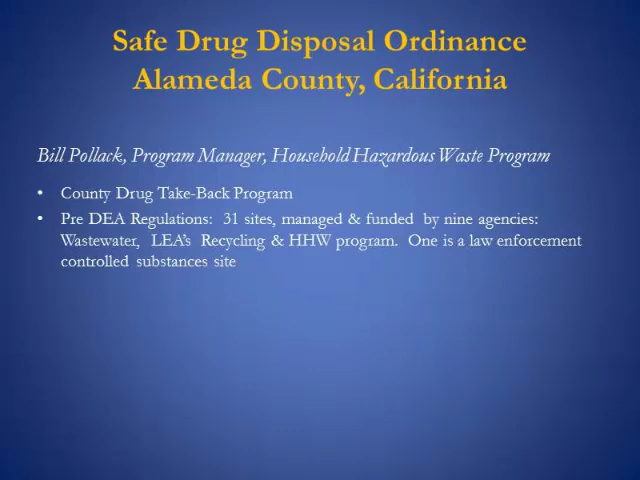 Safe Drug Disposal Ordinance
Alameda County, California
Bill Pollack, Program Manager, Household Hazardous Waste Program
• County Drug Take-Back Program
• Pre DEA Regulations: 31 sites, managed & funded by nine agencies:
Wastewater, LEA's Recycling & HHW program. One is a law enforcement
controlled substances site